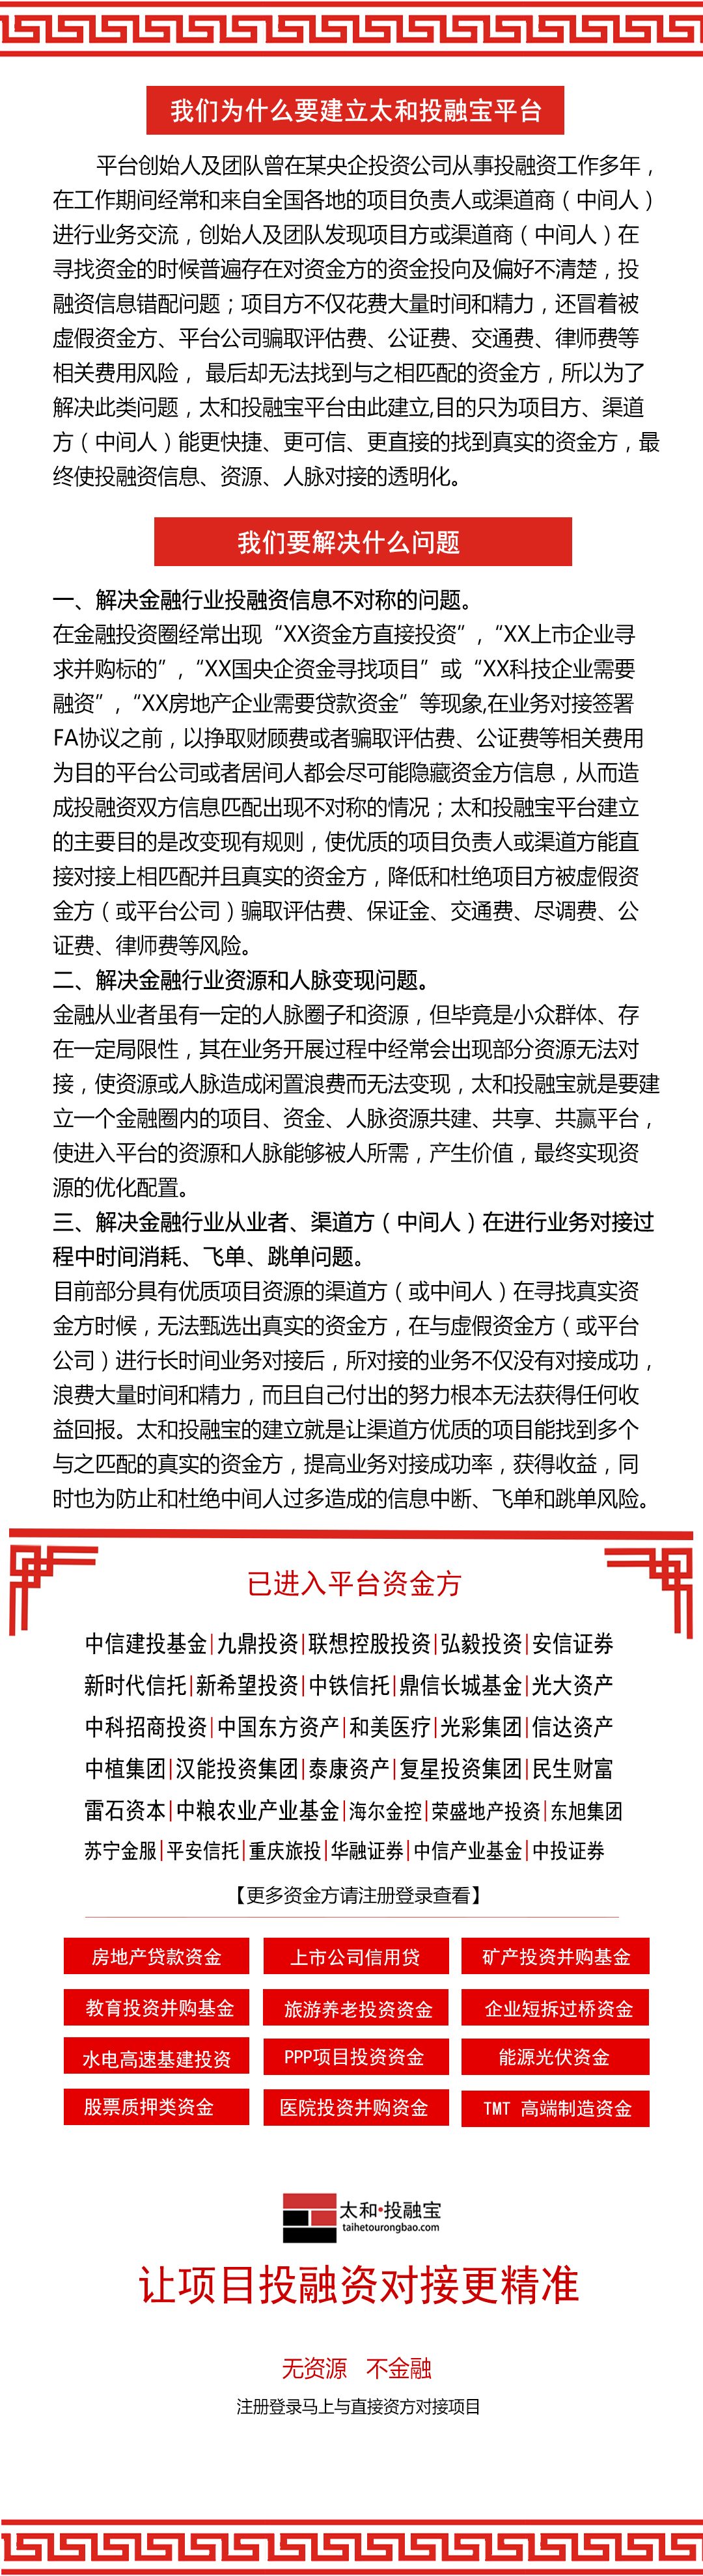 我们为什么要建立太和投融宝平台
平台创始人及团队曾在某央企投资公司从事投融资工作多年，
在工作期间经常和来自全国各地的项目负责人或渠道商（中间人）
进行业务交流，创始人及团队发现项目方或渠道商（中间人）在
寻找资金的时候普遍存在对资金方的资金投向及偏好不清楚，投
融资信息错配问题；项目方不仅花费大量时间和精力，还冒着被
虚假资金方、平台公司骗取评估费、公证费、交通费、律师费等
相关费用风险， 最后却无法找到与之相匹配的资金方，所以为了
解决此类问题，太和投融宝平台由此建立,目的只为项目方、渠道
方（中间人）能更快捷、更可信、更直接的找到真实的资金方，最
终使投融资信息、资源、人脉对接的透明化。
我们要解决什么问题
一、解决金融行业投融资信息不对称的问题。
在金融投资圈经常出现“XX资金方直接投资”，“XX上市企业寻
求并购标的”，“XX国央企资金寻找项目”或“XX科技企业需要
融资”，“XX房地产企业需要贷款资金”等现象,在业务对接签署
FA协议之前，以挣取财顾费或者骗取评估费、公证费等相关费用
为目的平台公司或者居间人都会尽可能隐藏资金方信息，从而造
成投融资双方信息匹配出现不对称的情况；太和投融宝平台建立
的主要目的是改变现有规则，使优质的项目负责人或渠道方能直
接对接上相匹配并且真实的资金方，降低和杜绝项目方被虚假资
金方（或平台公司）骗取评估费、保证金、交通费、尽调费、公
证费、律师费等风险。
二、解决金融行业资源和人脉变现问题。
金融从业者虽有一定的人脉圈子和资源，但毕竟是小众群体、存
在一定局限性，其在业务开展过程中经常会出现部分资源无法对
接，使资源或人脉造成闲置浪费而无法变现，太和投融宝就是要建
立一个金融圈内的项目、资金、人脉资源共建、共享、共赢平台，
使进入平台的资源和人脉能够被人所需，产生价值，最终实现资
源的优化配置。
三、解决金融行业从业者、渠道方（中间人）在进行业务对接过
程中时间消耗、飞单、跳单问题。
目前部分具有优质项目资源的渠道方（或中间人）在寻找真实资
金方时候，无法甄选出真实的资金方，在与虚假资金方（或平台
公司）进行长时间业务对接后，所对接的业务不仅没有对接成功，
浪费大量时间和精力，而且自己付出的努力根本无法获得任何收
益回报。太和投融宝的建立就是让渠道方优质的项目能找到多个
与之匹配的真实的资金方，提高业务对接成功率，获得收益，同
时也为防止和杜绝中间人过多造成的信息中断、飞单和跳单风险。
已进入平台资金方
中信建投基金|九鼎投资|联想控股投资|弘毅投资|安信证券
新时代信托|新希望投资|中铁信托|鼎信长城基金|光大资产
中科招商投资|中国东方资产|和美医疗|光彩集团|信达资产
中植集团|汉能投资集团|泰康资产|复星投资集团|民生财富
雷石资本|中粮农业产业基金|海尔金控|荣盛地产投资|东旭集团
苏宁金服|平安信托|重庆旅投|华融证券|中信产业基金|中投证券
【更多资金方请注册登录查看】
房地产贷款资金 上市公司信用贷 矿产投资并购基金
教育投资并购基金 旅游养老投资资金 企业短拆过桥资金
水电高速基建投资 PPP项目投资资金 能源光伏资金
股票质押类资金 医院投资并购资金 TMT 高端制造资金
太和•投融宝
taihetourongbao.com
让项目投融资对接更精准
无资源 不金融
注册登录马上与直接资方对接项目